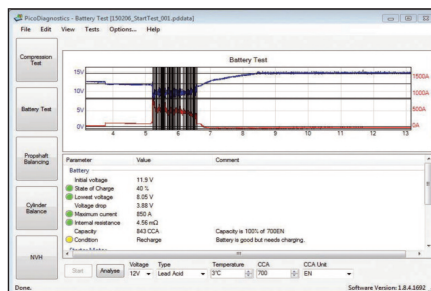 PicoDiagnostics - Battery Test [150206_StartTest_001.pddata]
File Edit View Tests Options... Help
Compression Test
Battery Test
Propshaft Balancing
Cylinder Balance
NVH
Battery Test
15V
10V
5V
0V
1500A
1000A
500A
0A
4 5 6 7 8 9 10 11 12 13
Parameter Value Comment
Battery
Initial voltage 11.9 V
State of Charge 40 %
Lowest voltage 8.05 V
Voltage drop 3.88 V
Maximum current 850 A
Internal resistance 4.56 mΩ
Capacity 843 CCA Capacity is 100% of 700EN
Condition Recharge Battery is good but needs charging.
Voltage Type Temperature CCA CCA Unit
Start Analyse 12V Lead Acid 3°C 700 EN
Done. Software Version: 1.8.4.1692